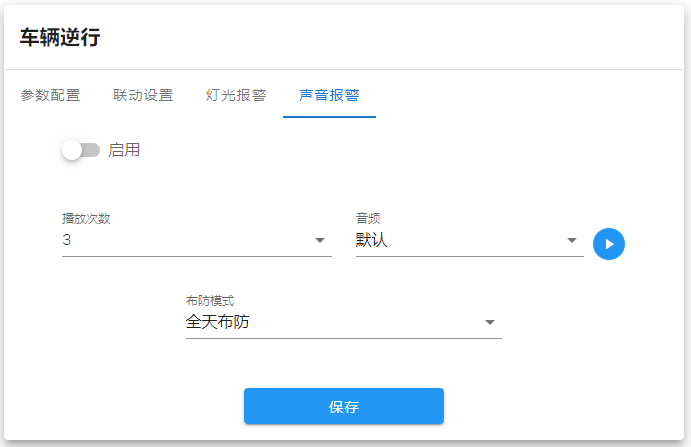 车辆逆行
参数配置 联动设置 灯光报警 声音报警
启用
播放次数 音频
3 默认
布防模式
全天布防
保存